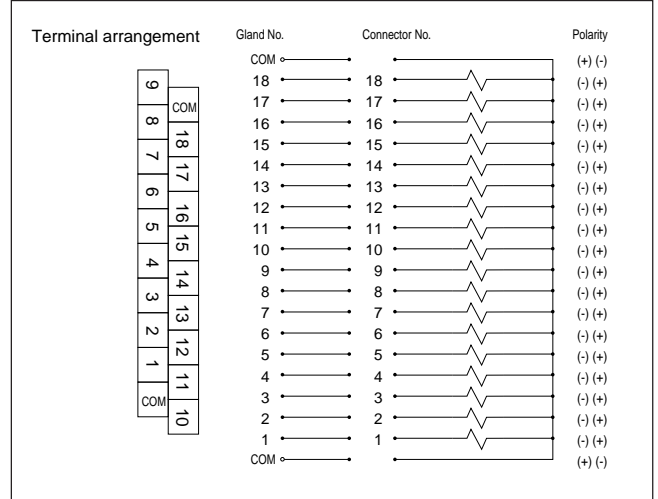 Terminal arrangement Gland No. Connector No. Polarity
COM (+) (-)
18 18 (-) (+)
17 17 (-) (+)
16 16 (-) (+)
15 15 (-) (+)
14 14 (-) (+)
13 13 (-) (+)
12 12 (-) (+)
11 11 (-) (+)
10 10 (-) (+)
9 9 (-) (+)
8 8 (-) (+)
7 7 (-) (+)
6 6 (-) (+)
5 5 (-) (+)
4 4 (-) (+)
3 3 (-) (+)
2 2 (-) (+)
1 1 (-) (+)
COM (+) (-)
9
8
7
6
5
4
3
2
1
COM
COM
18
17
16
15
14
13
12
11
10